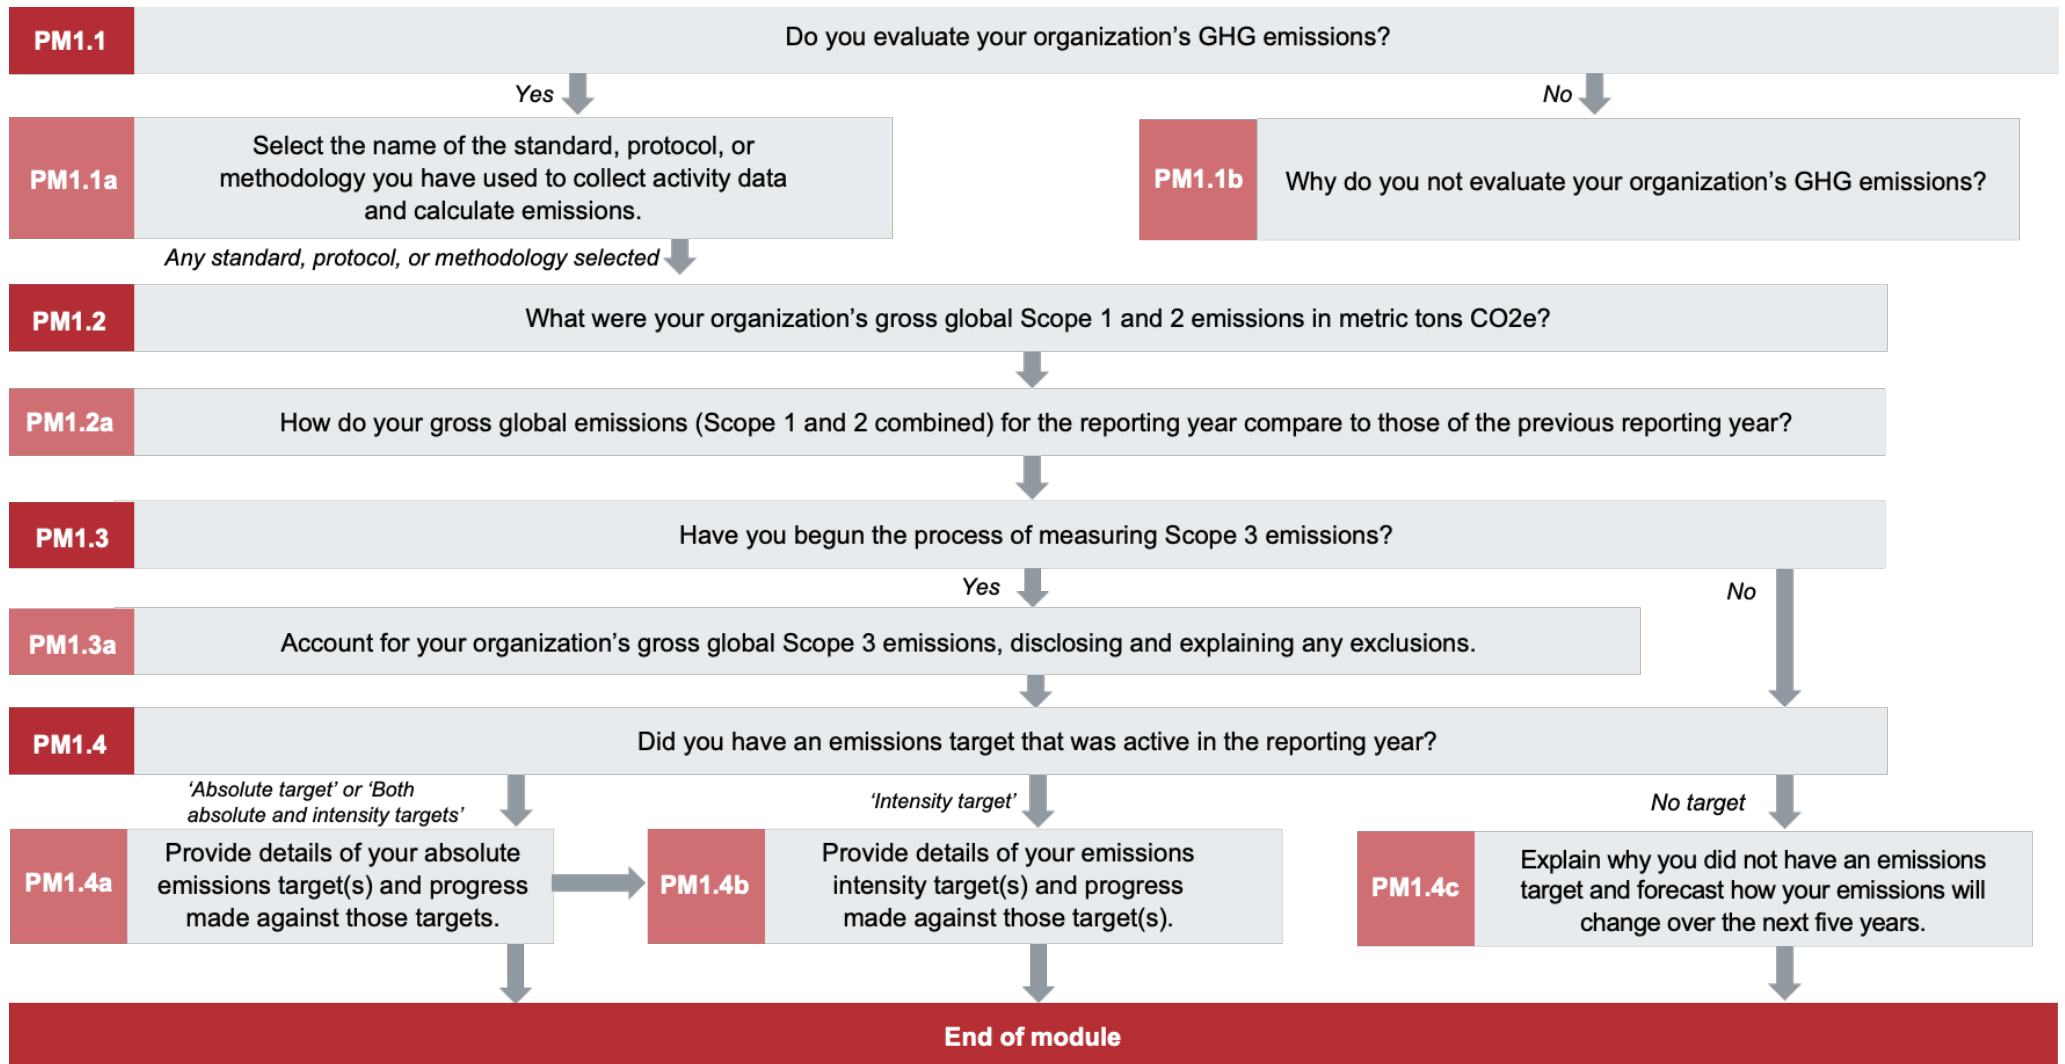 PM1.1
Do you evaluate your organization's GHG emissions?
Yes
No
PM1.1a
Select the name of the standard, protocol, or
methodology you have used to collect activity data
and calculate emissions.
PM1.1b
Why do you not evaluate your organization's GHG emissions?
Any standard, protocol, or methodology selected
PM1.2
What were your organization's gross global Scope 1 and 2 emissions in metric tons CO2e?
PM1.2a
How do your gross global emissions (Scope 1 and 2 combined) for the reporting year compare to those of the previous reporting year?
PM1.3
Have you begun the process of measuring Scope 3 emissions?
Yes
No
PM1.3a
Account for your organization's gross global Scope 3 emissions, disclosing and explaining any exclusions.
PM1.4
Did you have an emissions target that was active in the reporting year?
‘Absolute target’ or ‘Both
absolute and intensity targets’
‘Intensity target’
No target
PM1.4a
Provide details of your absolute
emissions target(s) and progress
made against those targets.
PM1.4b
Provide details of your emissions
intensity target(s) and progress
made against those target(s).
PM1.4c
Explain why you did not have an emissions
target and forecast how your emissions will
change over the next five years.
End of module